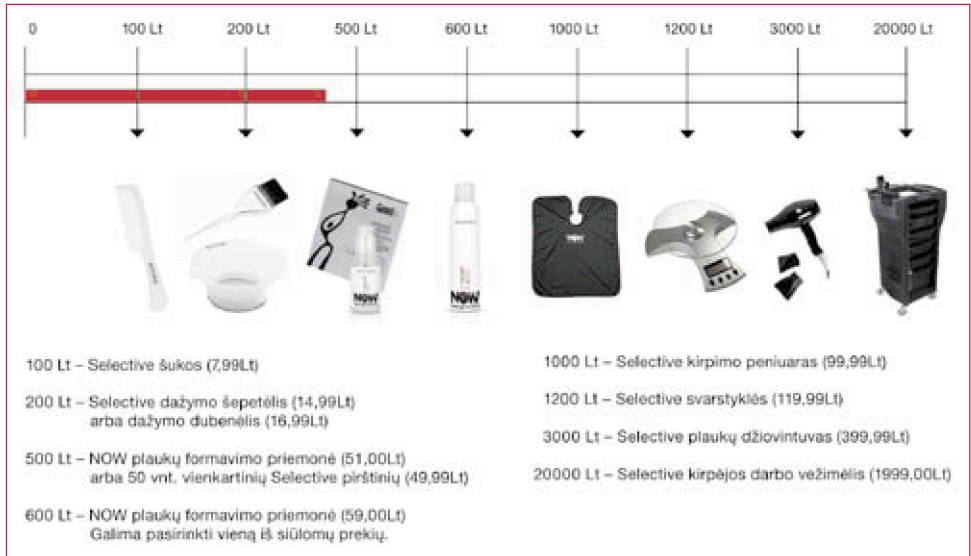 0 100 Lt 200 Lt 500 Lt 600 Lt 1000 Lt 1200 Lt 3000 Lt 20000 Lt
NOW
NOW
100 Lt – Selective šukos (7,99Lt)
200 Lt – Selective dažymo šepetėlis (14,99Lt)
arba dažymo dubenėlis (16,99Lt)
500 Lt – NOW plaukų formavimo priemonė (51,00Lt)
arba 50 vnt. vienkartinių Selective pirštinių (49,99Lt)
600 Lt – NOW plaukų formavimo priemonė (59,00Lt)
Galima pasirinkti vieną iš siūlomų prekių.
1000 Lt – Selective kirpimo peniuaras (99,99Lt)
1200 Lt – Selective svarstyklės (119,99Lt)
3000 Lt – Selective plaukų džiovintuvas (399,99Lt)
20000 Lt – Selective kirpėjos darbo vežimėlis (1999,00Lt)